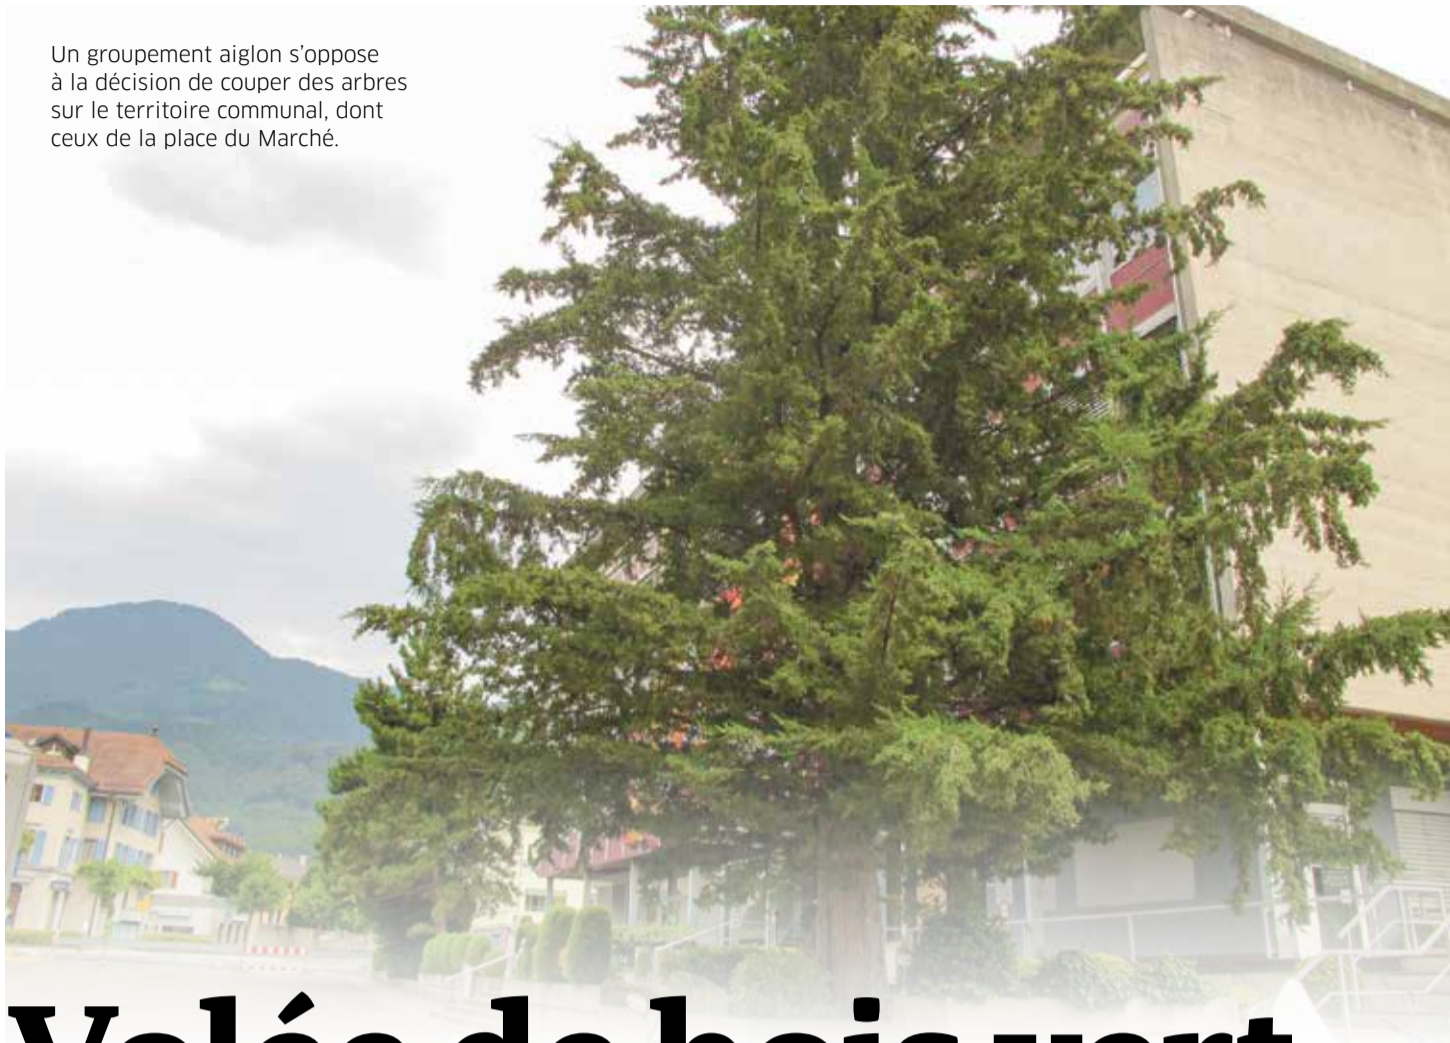 Un groupement aiglon s’oppose
à la décision de couper des arbres
sur le territoire communal, dont
ceux de la place du Marché.
Volée de bois vert